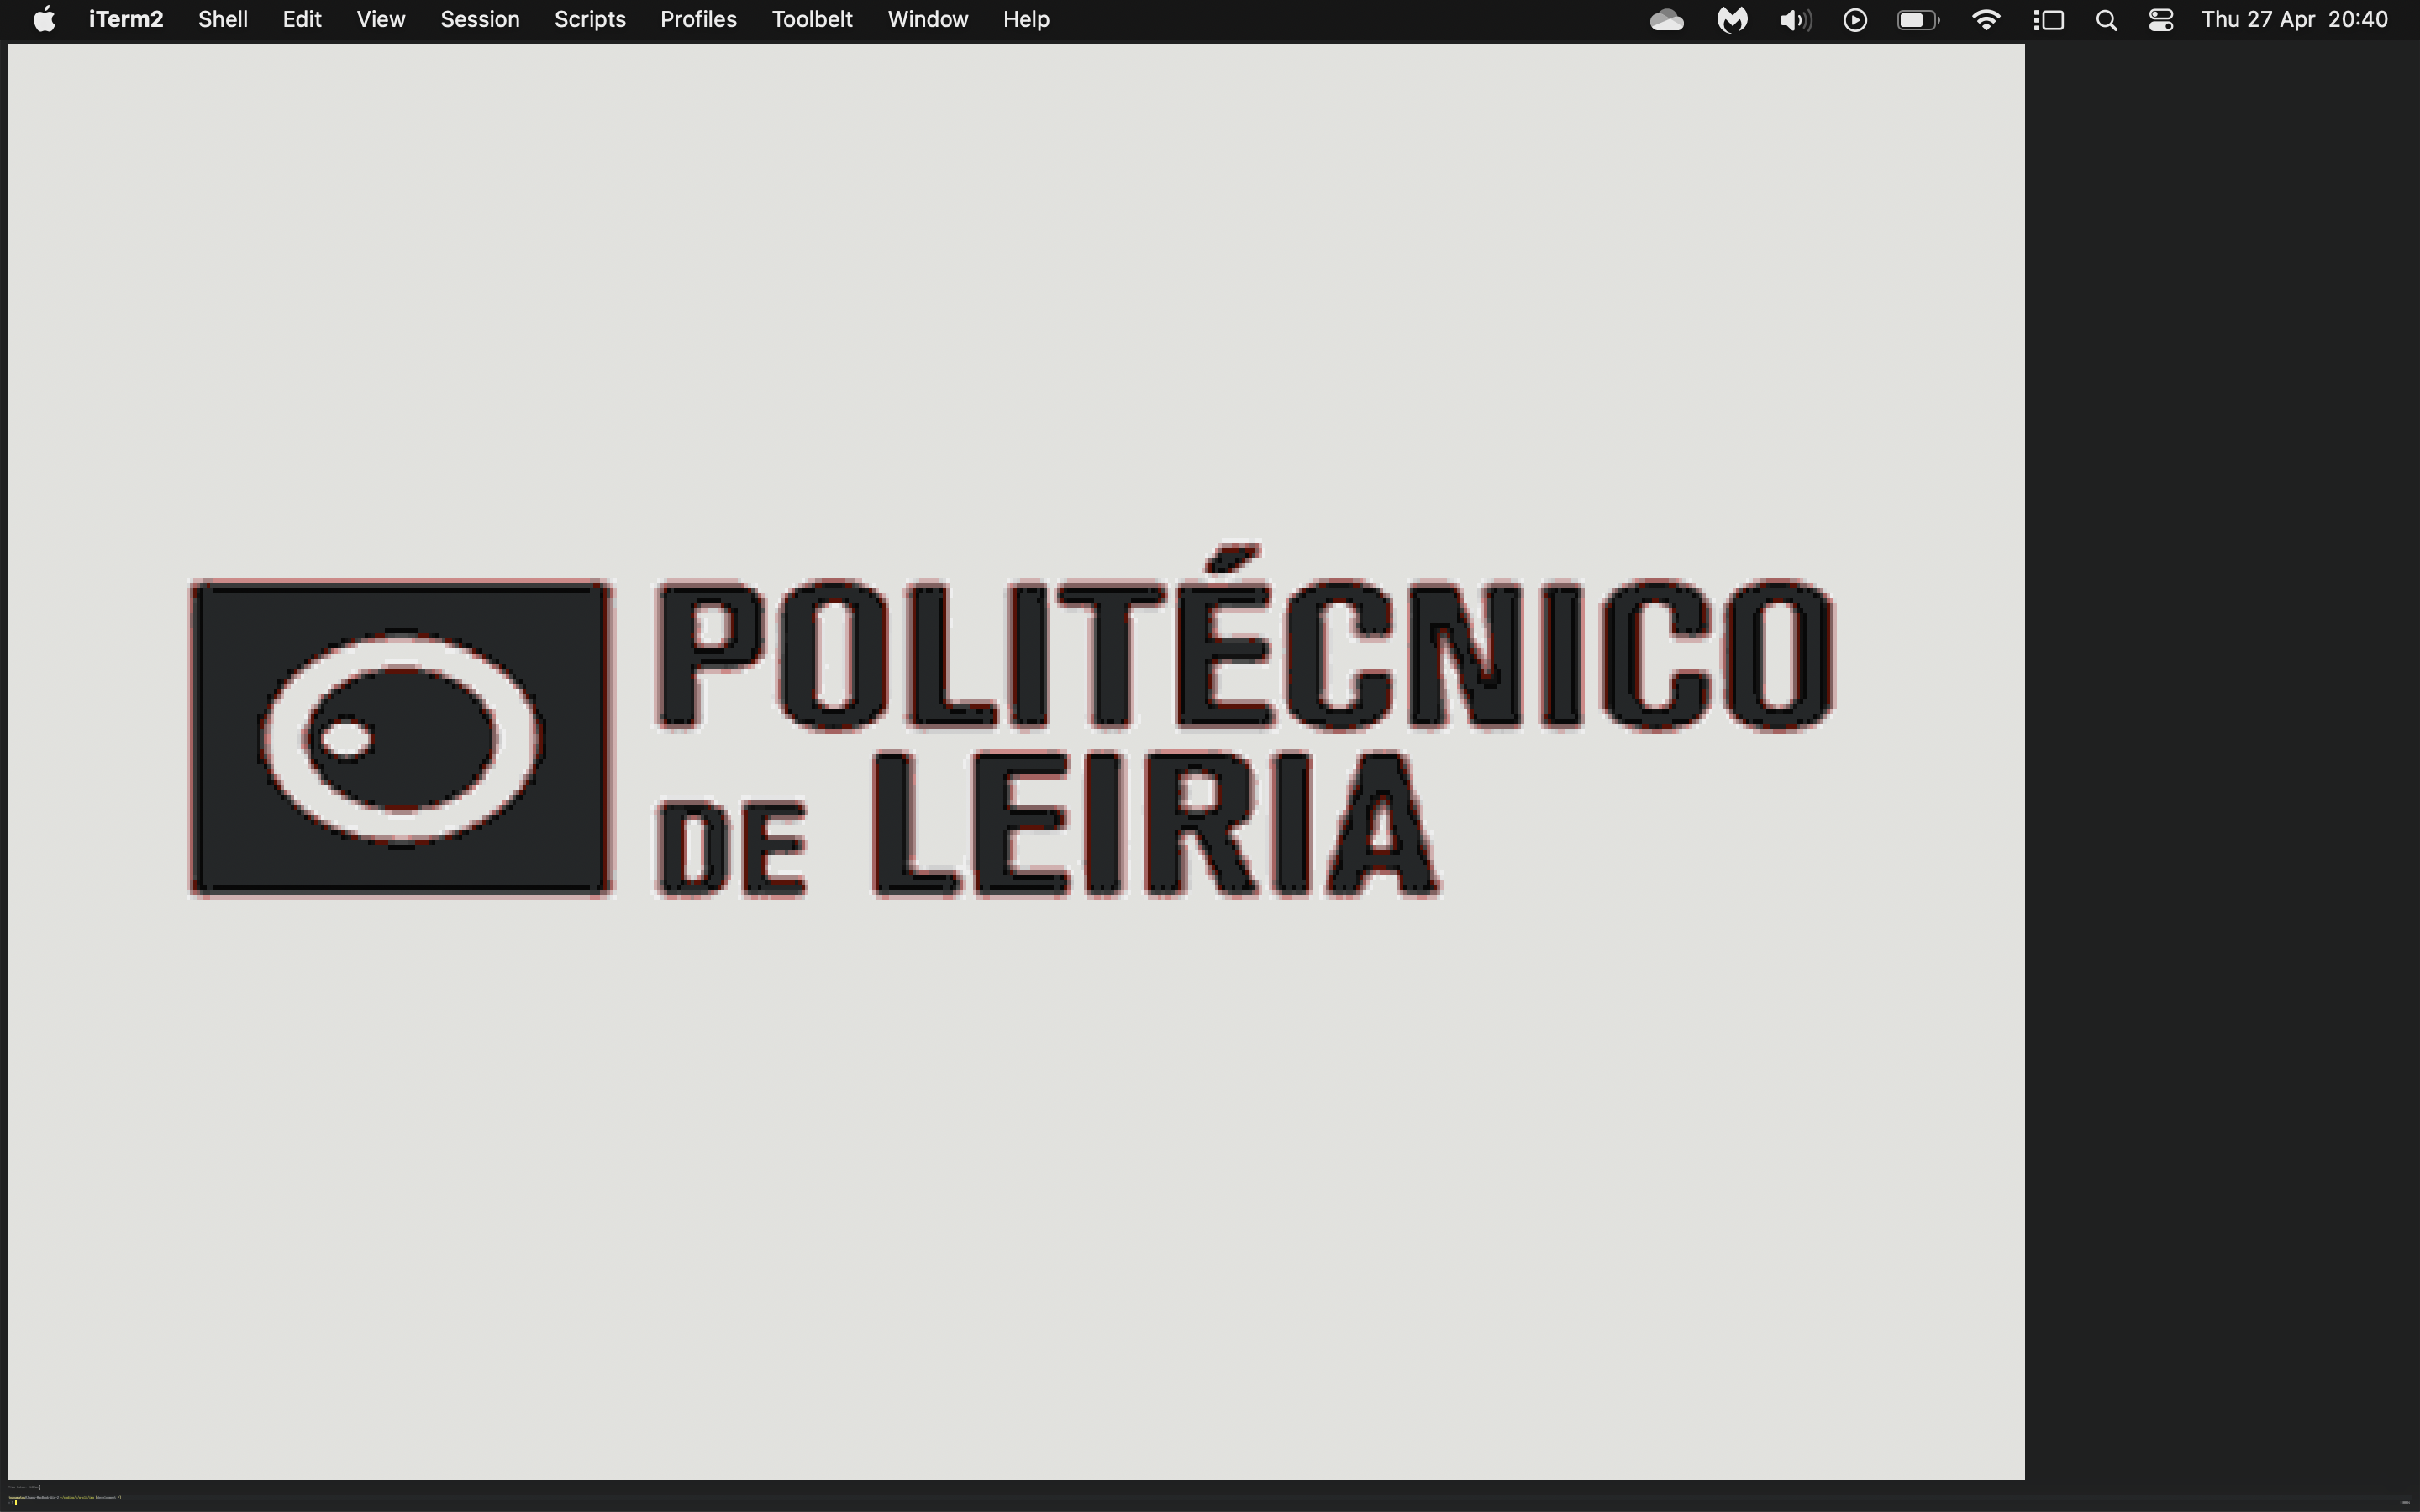 iTerm2 Shell Edit View Session Scripts Profiles Toolbelt Window Help Thu 27 Apr 20:40
POLITÉCNICO
DE LEIRIA